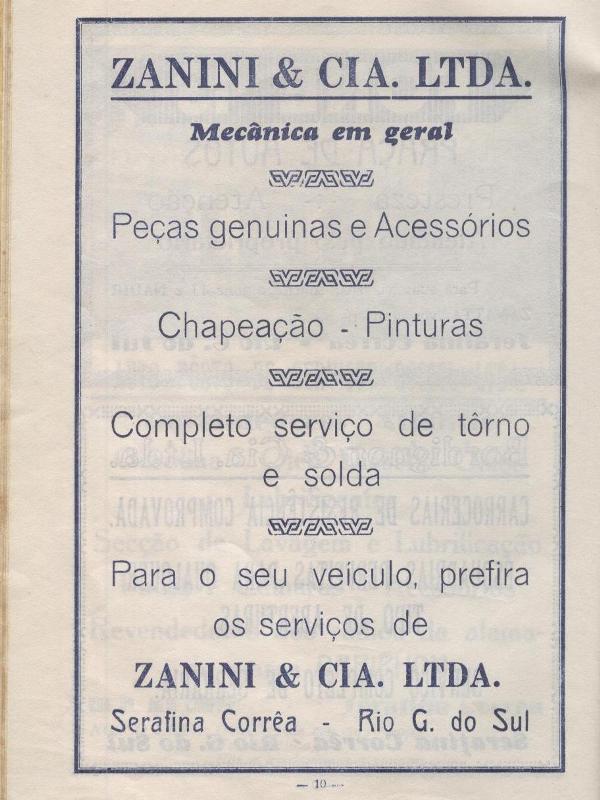 ZANINI & CIA. LTDA.
Mecânica em geral
Peças genuinas e Acessórios
Chapeação - Pinturas
Completo serviço de tôrno
e solda
Para o seu veiculo, prefira
os serviços de
ZANINI & CIA. LTDA.
Serafina Corrêa - Rio G. do Sul
— 10 —